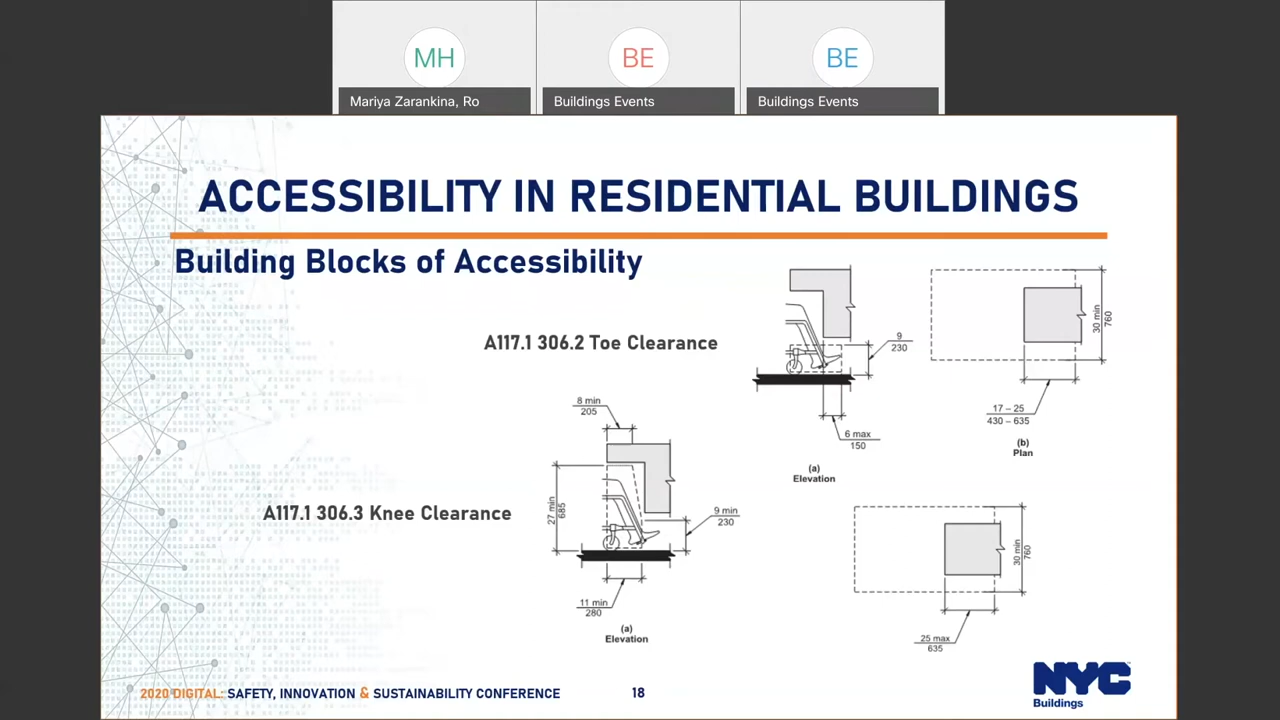 MH
BE
BE
Mariya Zarankina, Ro
Buildings Events
Buildings Events
ACCESSIBILITY IN RESIDENTIAL BUILDINGS
Building Blocks of Accessibility
A117.1 306.2 Toe Clearance
9
230
6 max
150
(a)
Elevation
30 min
760
17 – 25
430 – 635
(b)
Plan
A117.1 306.3 Knee Clearance
8 min
205
27 min
685
9 min
230
11 min
280
(a)
Elevation
30 min
760
25 max
635
2020 DIGITAL: SAFETY, INNOVATION & SUSTAINABILITY CONFERENCE
18
NYC
Buildings